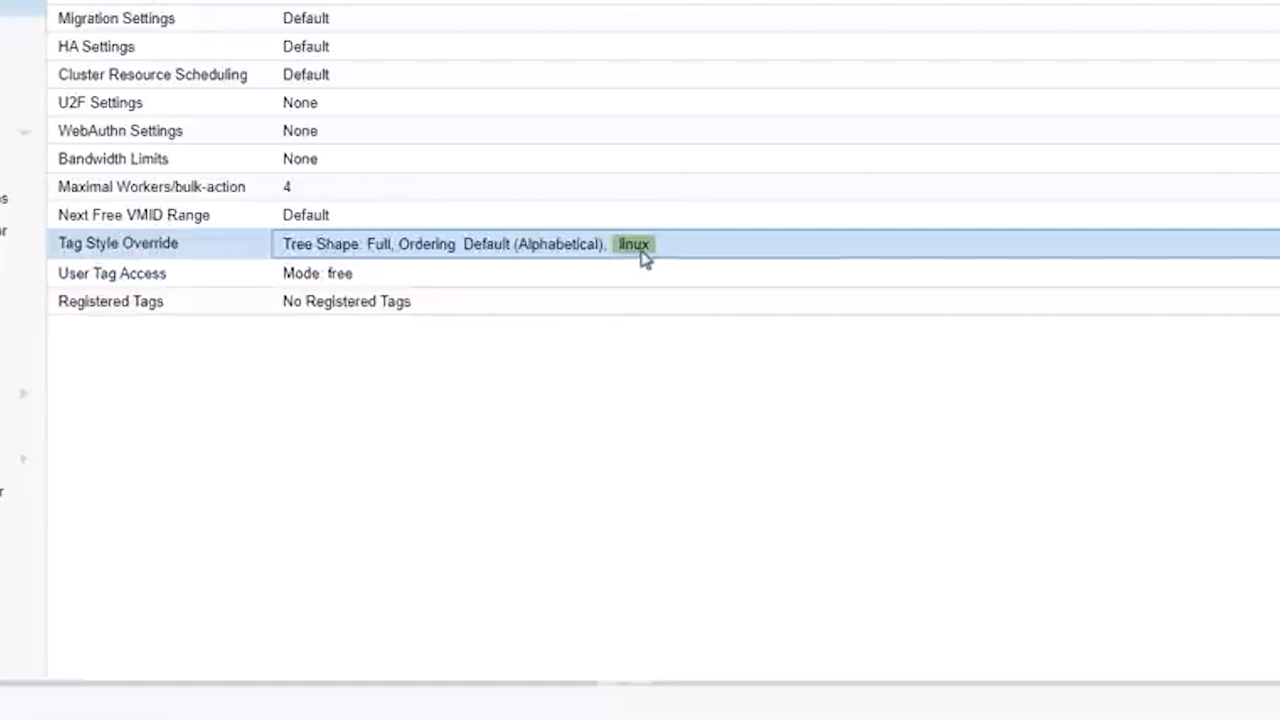 Migration Settings Default
HA Settings Default
Cluster Resource Scheduling Default
U2F Settings None
WebAuthn Settings None
Bandwidth Limits None
Maximal Workers/bulk-action 4
Next Free VMID Range Default
Tag Style Override Tree Shape: Full, Ordering: Default (Alphabetical), linux
User Tag Access Mode: free
Registered Tags No Registered Tags